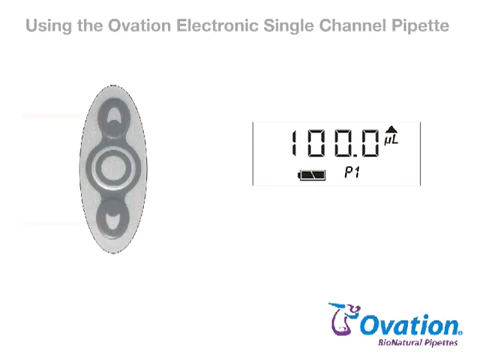 Using the Ovation Electronic Single Channel Pipette
100.0 µL
P1
Ovation®
BioNatural Pipettes